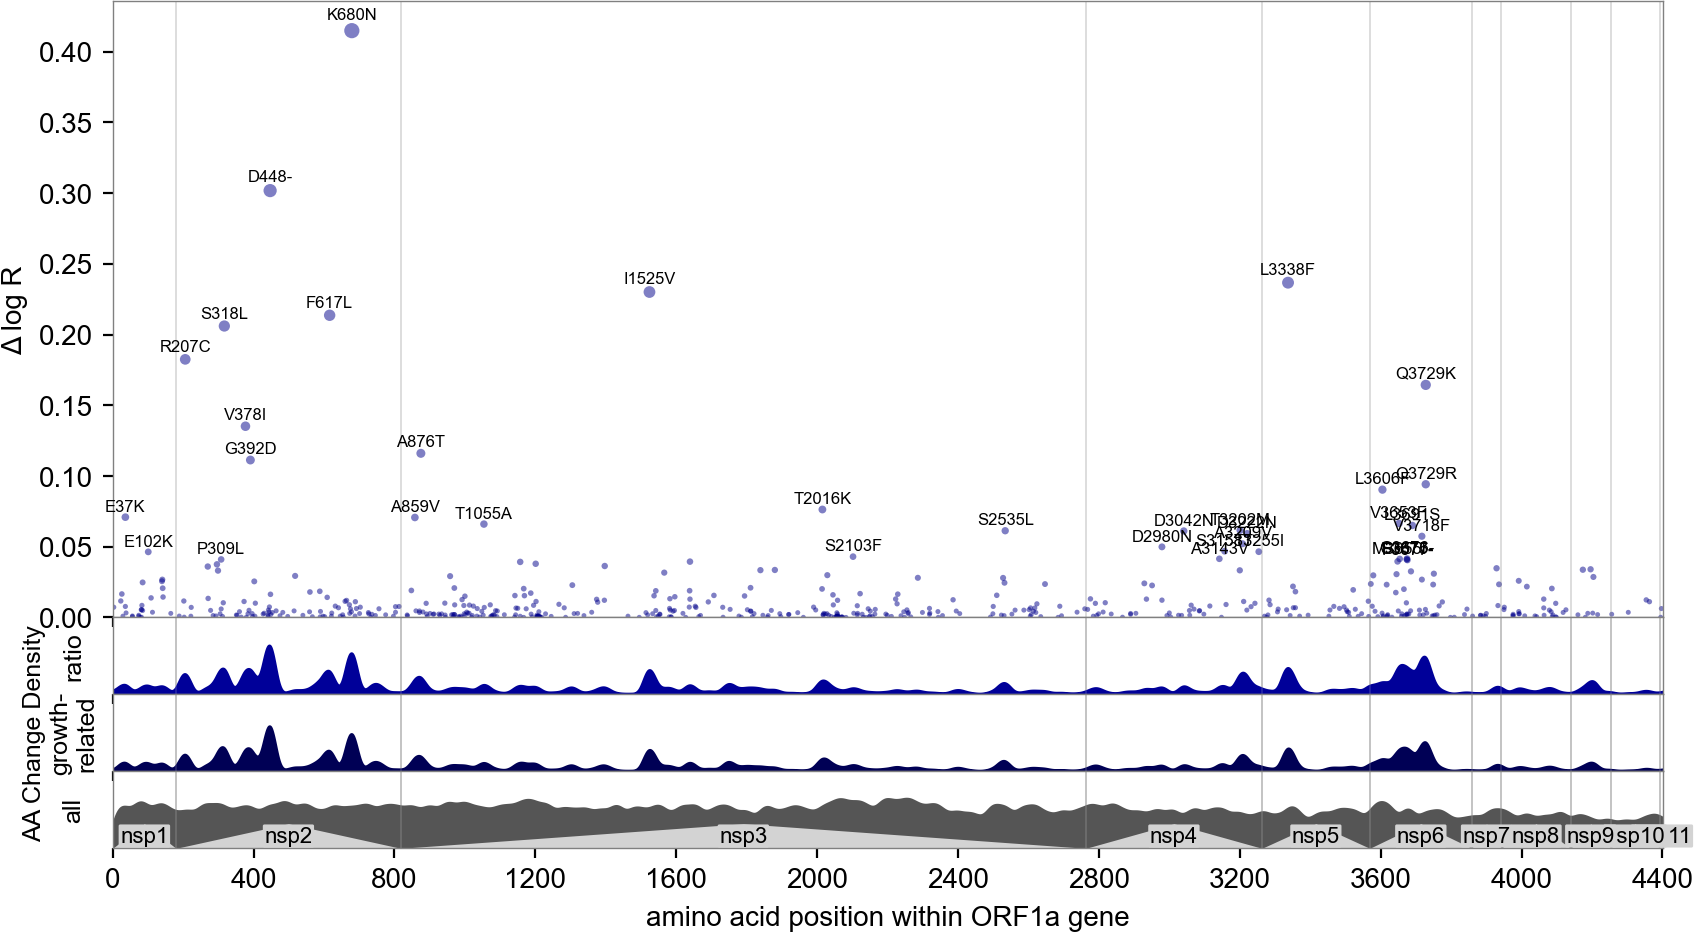 K680N
0.40
0.35
D448-
0.30
L3338F
0.25
I1525V
F617L
S318L
0.20
R207C
Q3729K
0.15
V378I
A876T
G392D
0.10
Q3729R
L3606F
T2016K
E37K
A859V
T1055A
S2535L
D3042N
V3718F
E102K
D2980N
S2103F
P309L
A3143V
0.05
0.00
Δ log R
AA Change Density
ratio
growth-
related
all
nsp1
nsp2
nsp3
nsp4
nsp5
nsp6
nsp7
nsp8
nsp9
sp10
11
0
400
800
1200
1600
2000
2400
2800
3200
3600
4000
4400
amino acid position within ORF1a gene